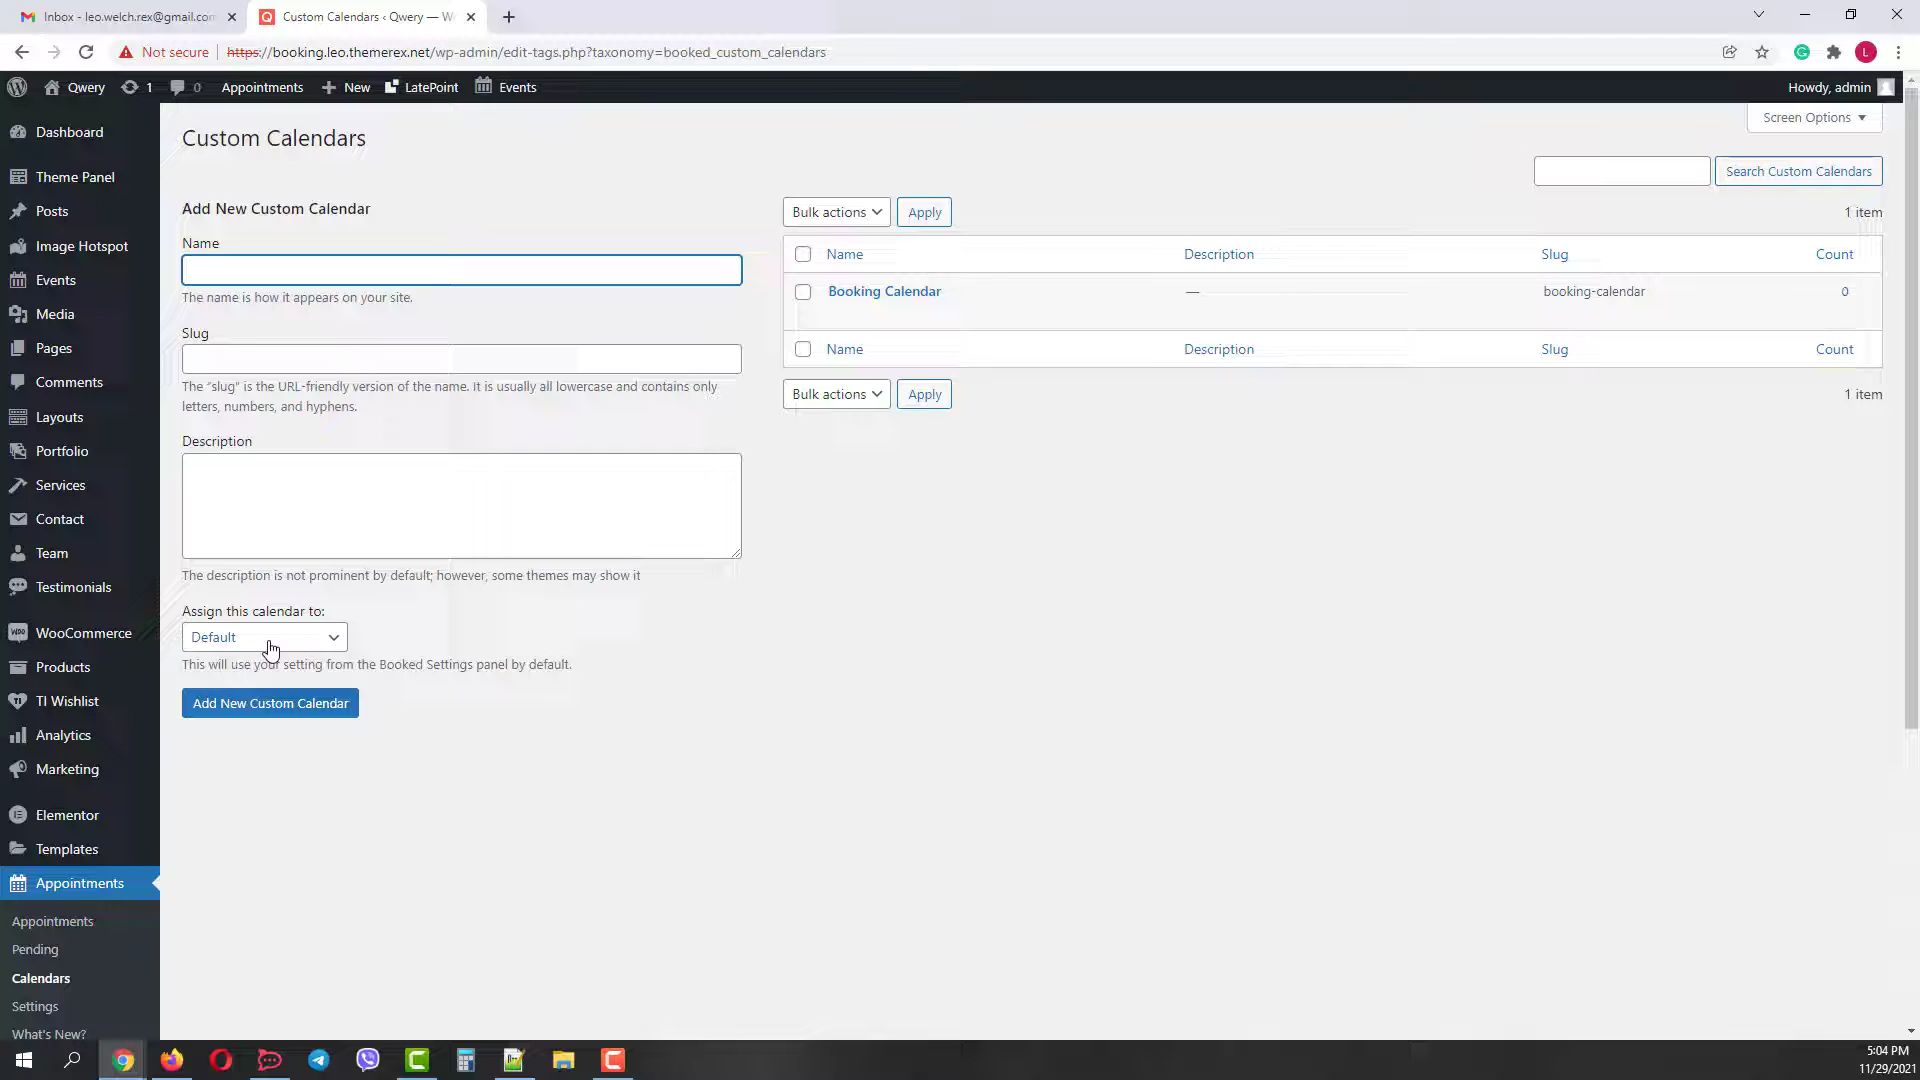 Inbox - leo.welch.rex@gmail.com
Custom Calendars ‹ Qwery — W
Not secure
https://booking.leo.themerex.net/wp-admin/edit-tags.php?taxonomy=booked_custom_calendars
L
Qwery
1
0
Appointments
New
LatePoint
Events
Howdy, admin
Dashboard
Theme Panel
Posts
Image Hotspot
Events
Media
Pages
Comments
Layouts
Portfolio
Services
Contact
Team
Testimonials
WooCommerce
Products
TI Wishlist
Analytics
Marketing
Elementor
Templates
Appointments
Appointments
Pending
Calendars
Settings
What's New?
Screen Options
Custom Calendars
Search Custom Calendars
Add New Custom Calendar
Name
The name is how it appears on your site.
Slug
The “slug” is the URL-friendly version of the name. It is usually all lowercase and contains only
letters, numbers, and hyphens.
Description
The description is not prominent by default; however, some themes may show it
Assign this calendar to:
Default
This will use your setting from the Booked Settings panel by default.
Add New Custom Calendar
Bulk actions
Apply
1 item
Name
Description
Slug
Count
Booking Calendar
—
booking-calendar
0
Name
Description
Slug
Count
Bulk actions
Apply
1 item
5:04 PM
11/29/2021